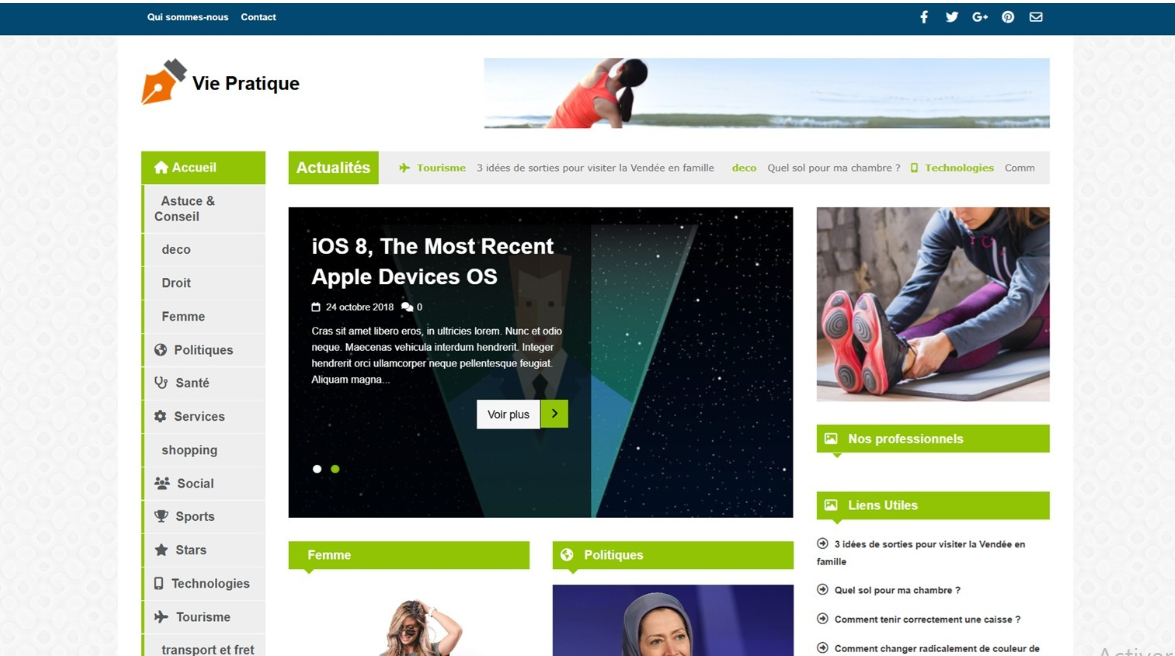 Qui sommes-nous Contact
Vie Pratique
Accueil
Actualités
Tourisme 3 idées de sorties pour visiter la Vendée en famille deco Quel sol pour ma chambre ? Technologies Comm
Astuce &
Conseil
deco
Droit
Femme
Politiques
Santé
Services
shopping
Social
Sports
Stars
Technologies
Tourisme
transport et fret
iOS 8, The Most Recent
Apple Devices OS
24 octobre 2018 0
Cras sit amet libero eros, in ultricies lorem. Nunc et odio
neque. Maecenas vehicula interdum hendrerit. Integer
hendrerit orci ullamcorper neque pellentesque feugiat.
Aliquam magna...
Voir plus
Femme
Politiques
Nos professionnels
Liens Utiles
3 idées de sorties pour visiter la Vendée en
famille
Quel sol pour ma chambre ?
Comment tenir correctement une caisse ?
Comment changer radicalement de couleur de